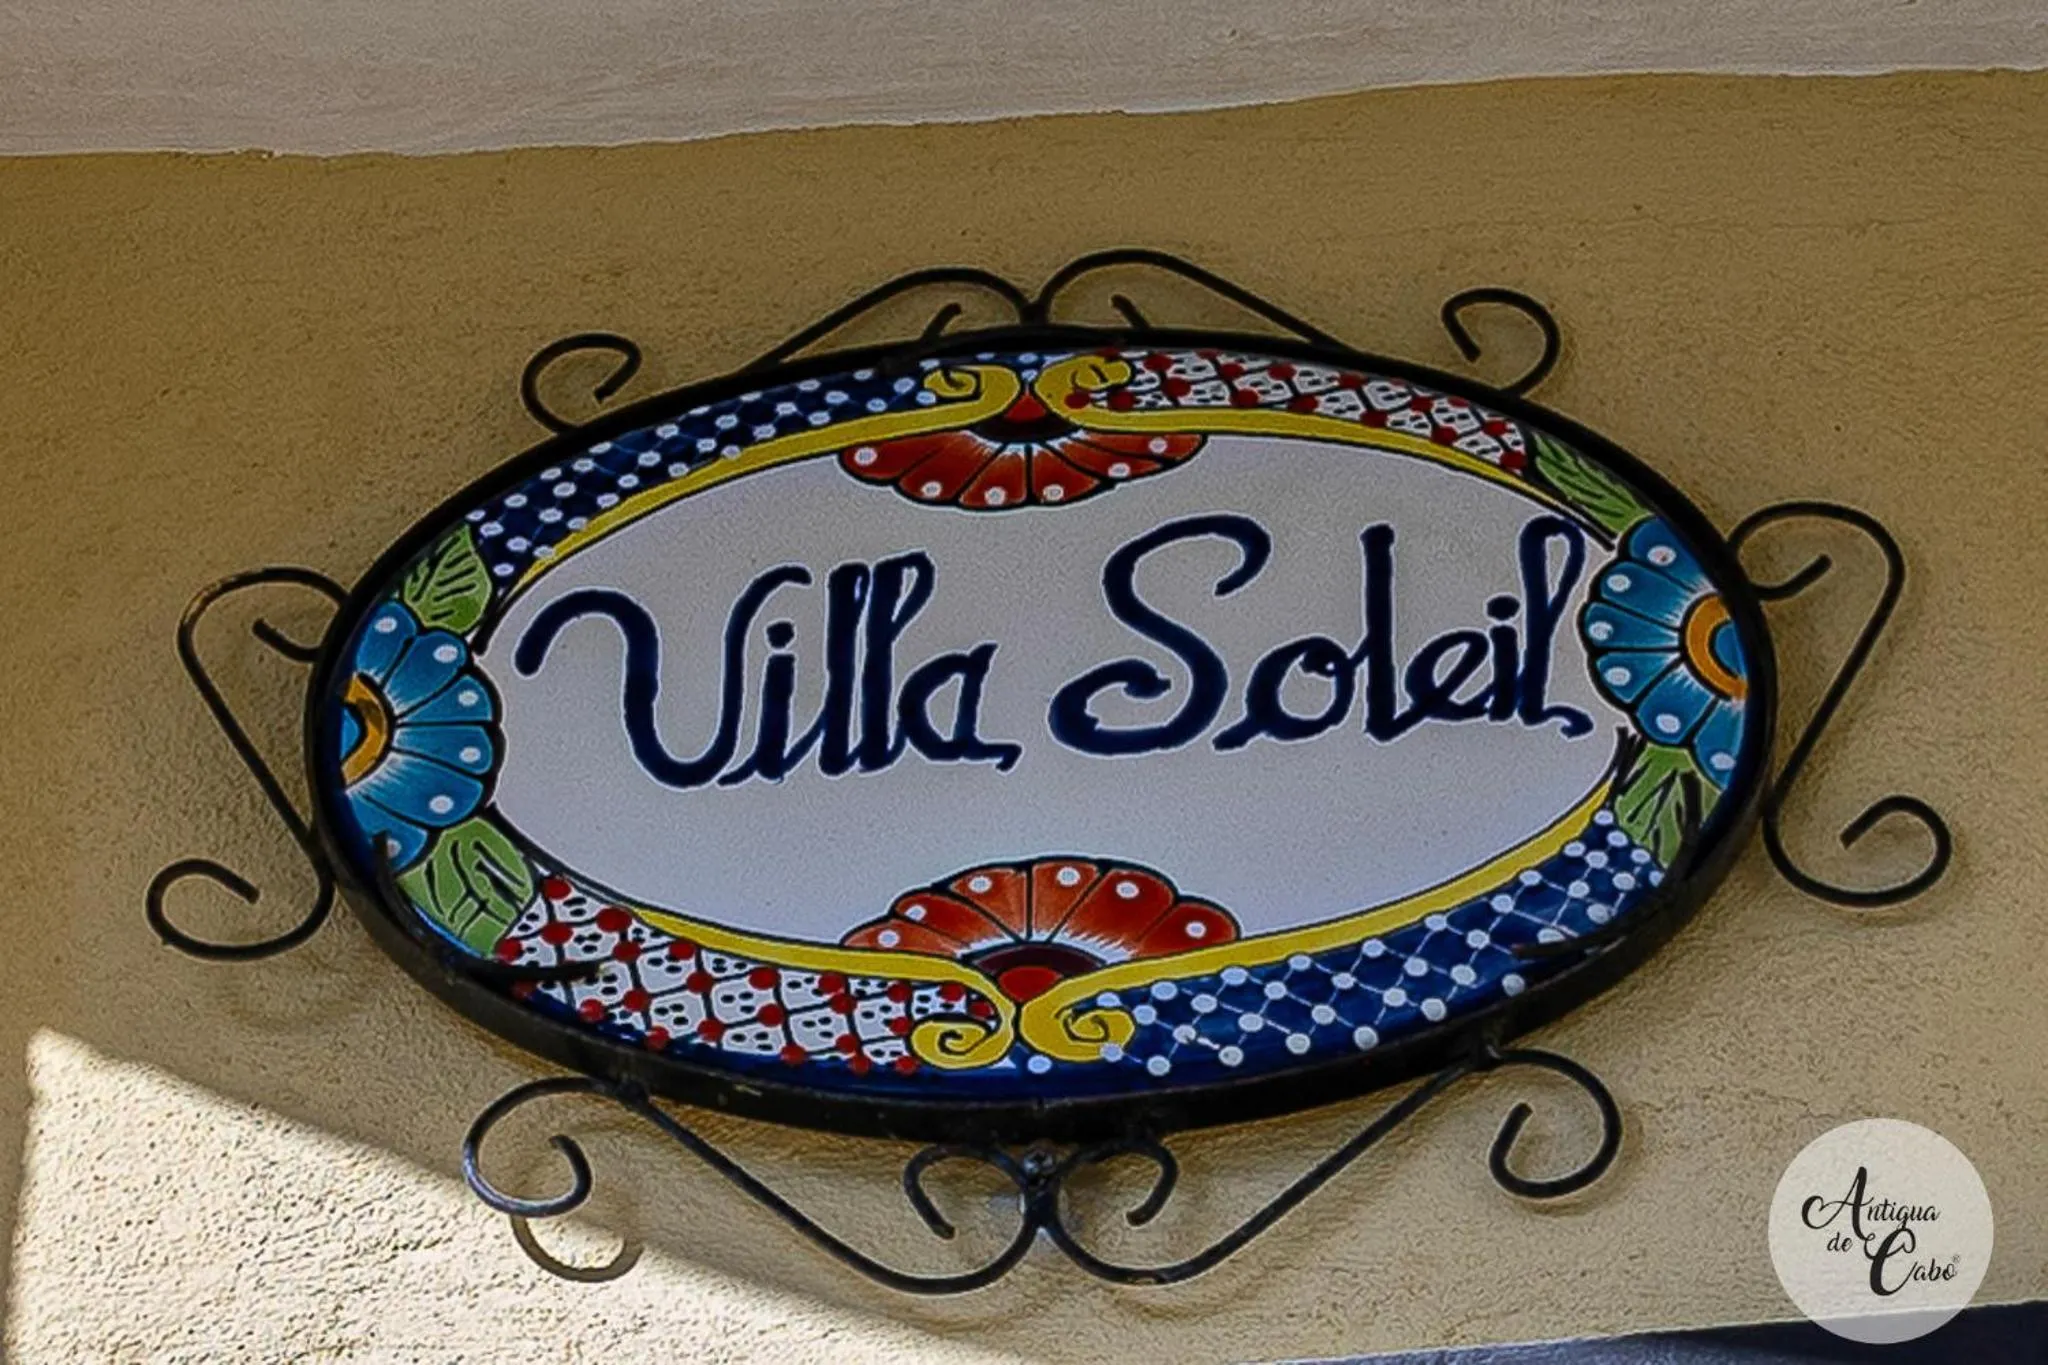 Villa Soleil
Antigua
de
Cabo®